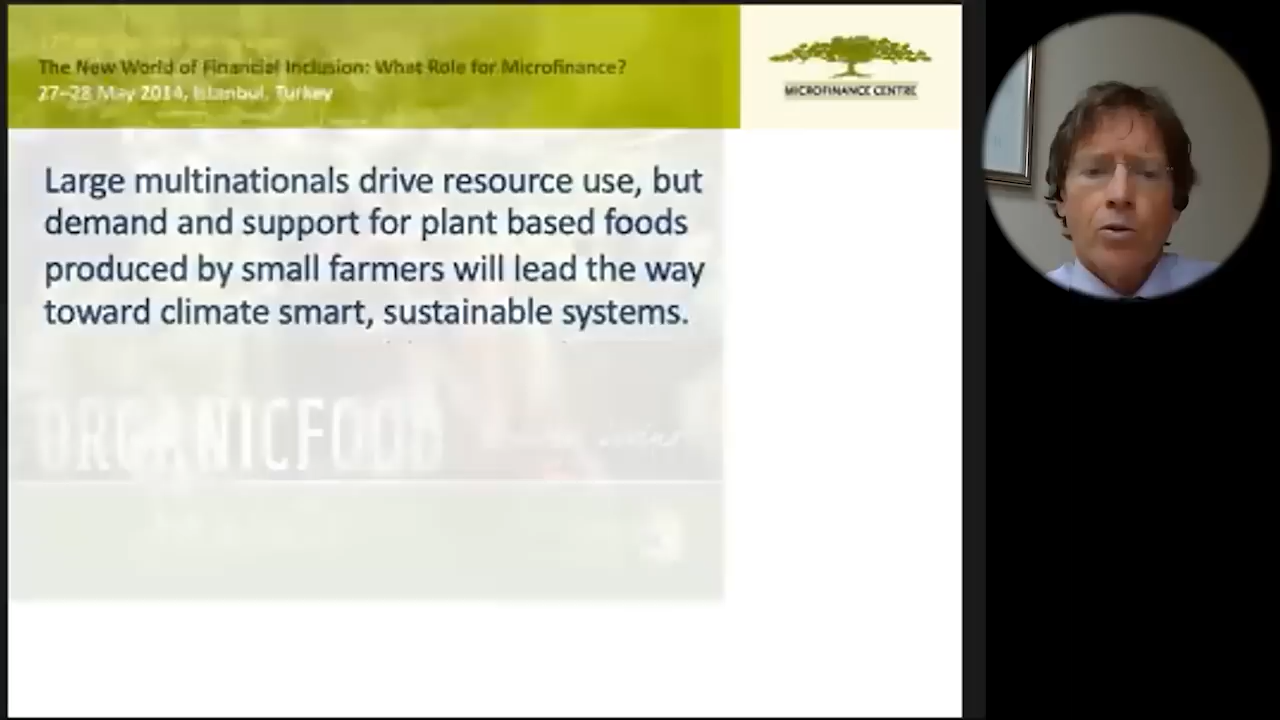 The New World of Financial Inclusion: What Role for Microfinance?
27–28 May 2014, Istanbul, Turkey
MICROFINANCE CENTRE
Large multinationals drive resource use, but
demand and support for plant based foods
produced by small farmers will lead the way
toward climate smart, sustainable systems.
ORGANICFOOD